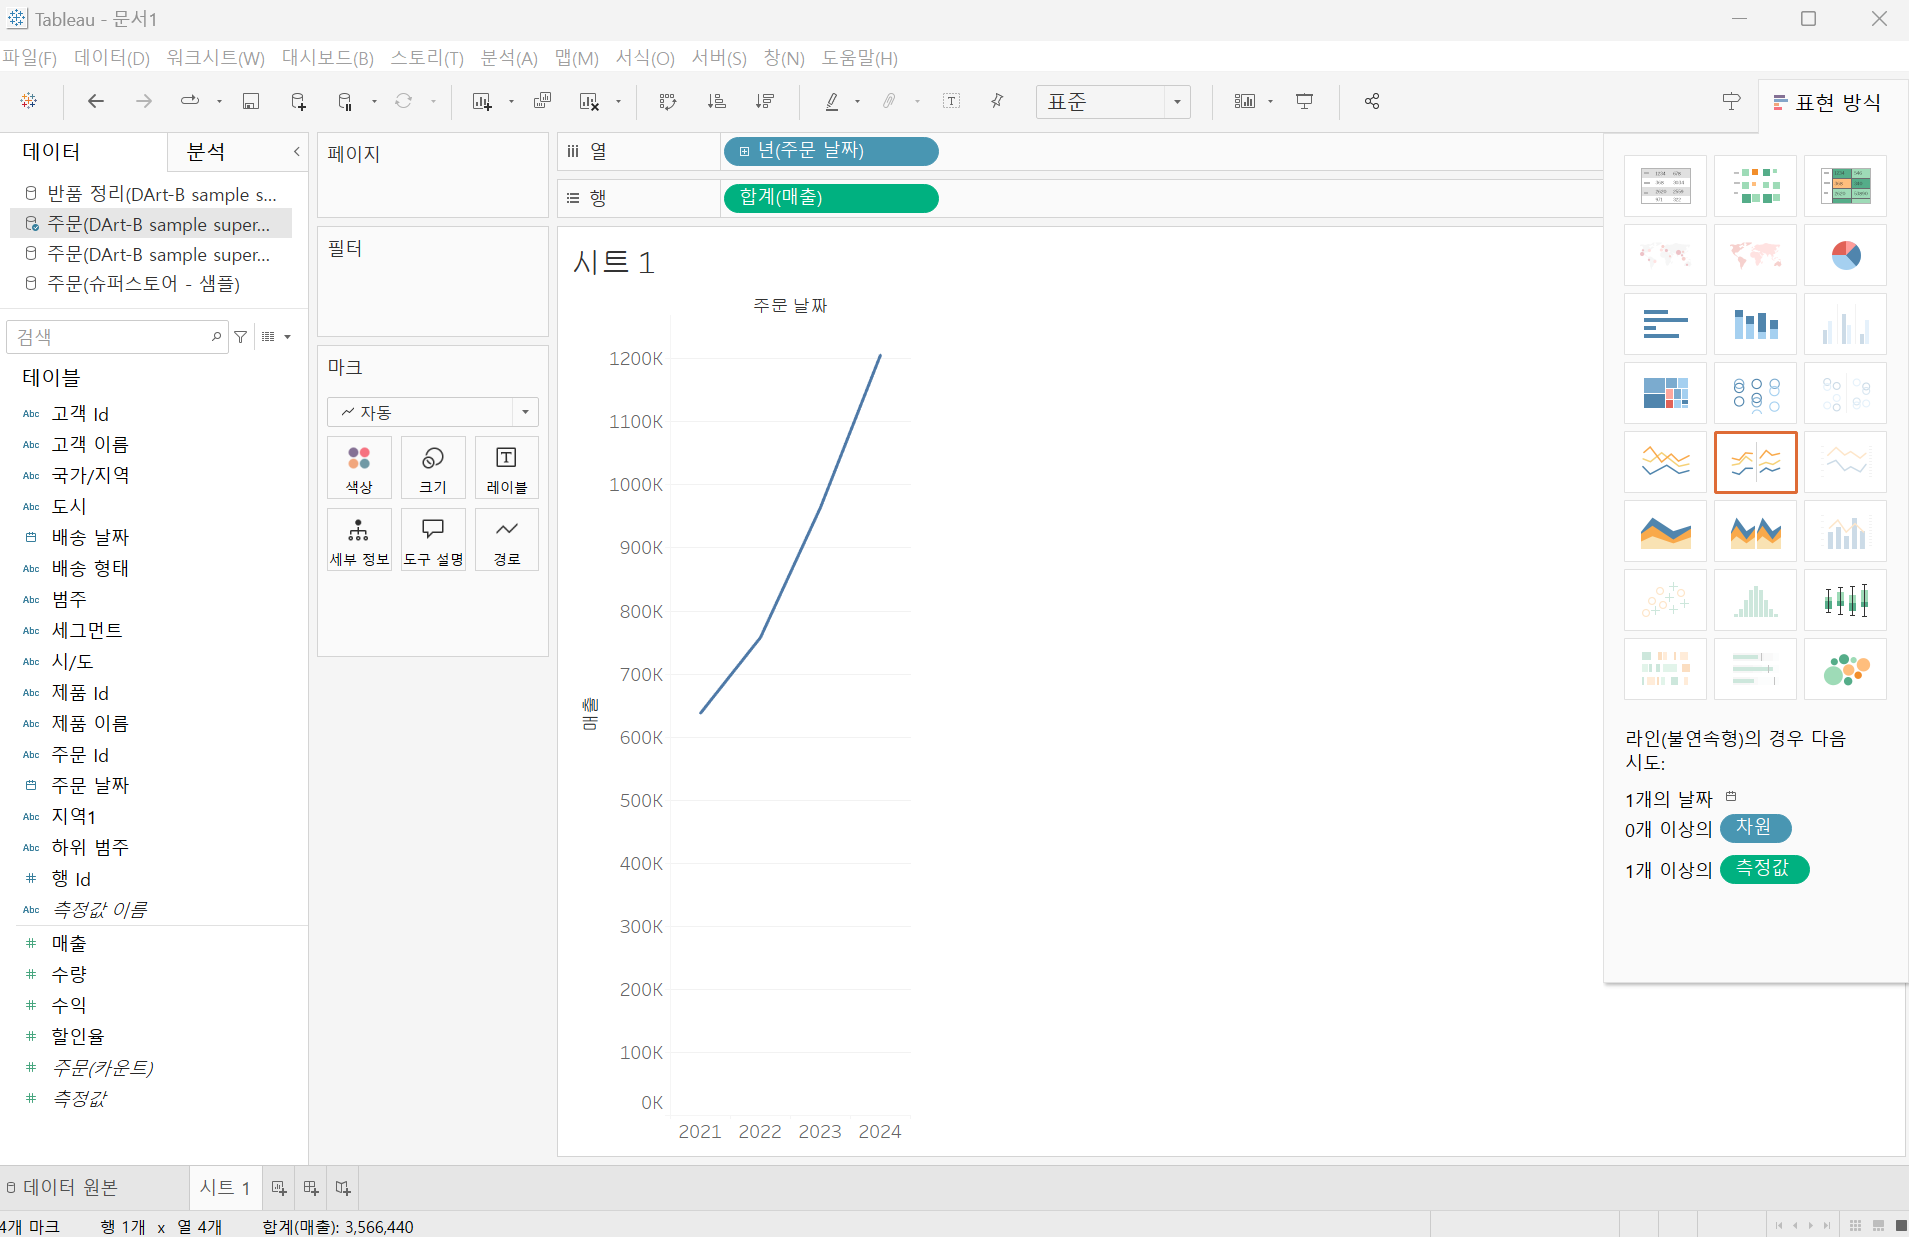 Tableau - 문서1
파일(F) 데이터(D) 워크시트(W) 대시보드(B) 스토리(T) 분석(A) 맵(M) 서식(O) 서버(S) 창(N) 도움말(H)
표준
표현 방식
데이터 분석
반품 정리(DArt-B sample s...
주문(DArt-B sample super...
주문(DArt-B sample super...
주문(슈퍼스토어 - 샘플)
검색
테이블
Abc 고객 Id
Abc 고객 이름
Abc 국가/지역
Abc 도시
배송 날짜
Abc 배송 형태
Abc 범주
Abc 세그먼트
Abc 시/도
Abc 제품 Id
Abc 제품 이름
Abc 주문 Id
주문 날짜
Abc 지역1
Abc 하위 범주
# 행 Id
Abc 측정값 이름
# 매출
# 수량
# 수익
# 할인율
# 주문(카운트)
# 측정값
페이지
필터
마크
자동
색상 크기 레이블
세부 정보 도구 설명 경로
열 년(주문 날짜)
행 합계(매출)
시트 1
주문 날짜
매출
1200K
1100K
1000K
900K
800K
700K
600K
500K
400K
300K
200K
100K
0K
2021 2022 2023 2024
라인(불연속형)의 경우 다음
시도:
1개의 날짜
0개 이상의 차원
1개 이상의 측정값
데이터 원본 시트 1
4개 마크 행 1개 x 열 4개 합계(매출): 3,566,440